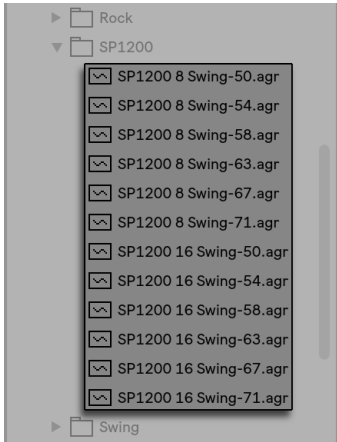 Rock
SP1200
SP1200 8 Swing-50.agr
SP1200 8 Swing-54.agr
SP1200 8 Swing-58.agr
SP1200 8 Swing-63.agr
SP1200 8 Swing-67.agr
SP1200 8 Swing-71.agr
SP1200 16 Swing-50.agr
SP1200 16 Swing-54.agr
SP1200 16 Swing-58.agr
SP1200 16 Swing-63.agr
SP1200 16 Swing-67.agr
SP1200 16 Swing-71.agr
Swing